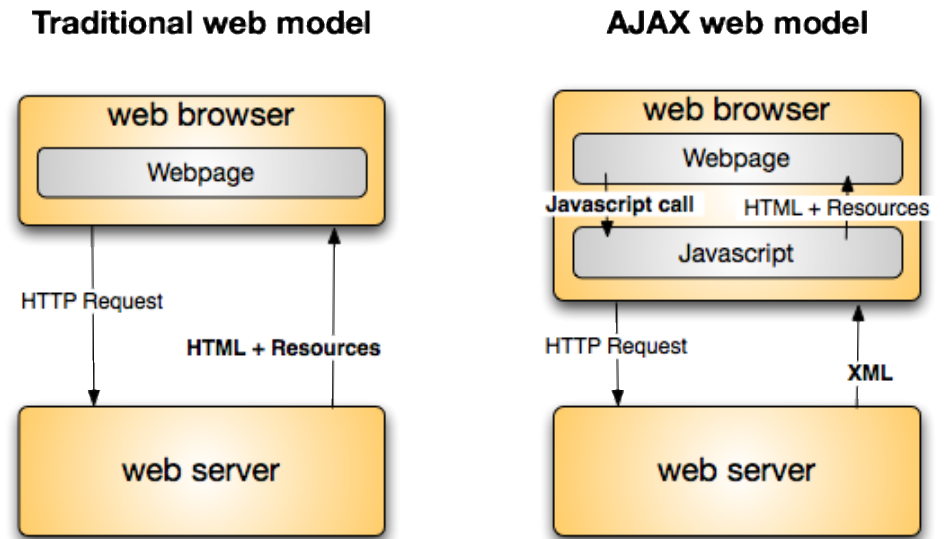 Traditional web model
web browser
Webpage
HTTP Request
HTML + Resources
web server
AJAX web model
web browser
Webpage
Javascript call
HTML + Resources
Javascript
HTTP Request
XML
web server